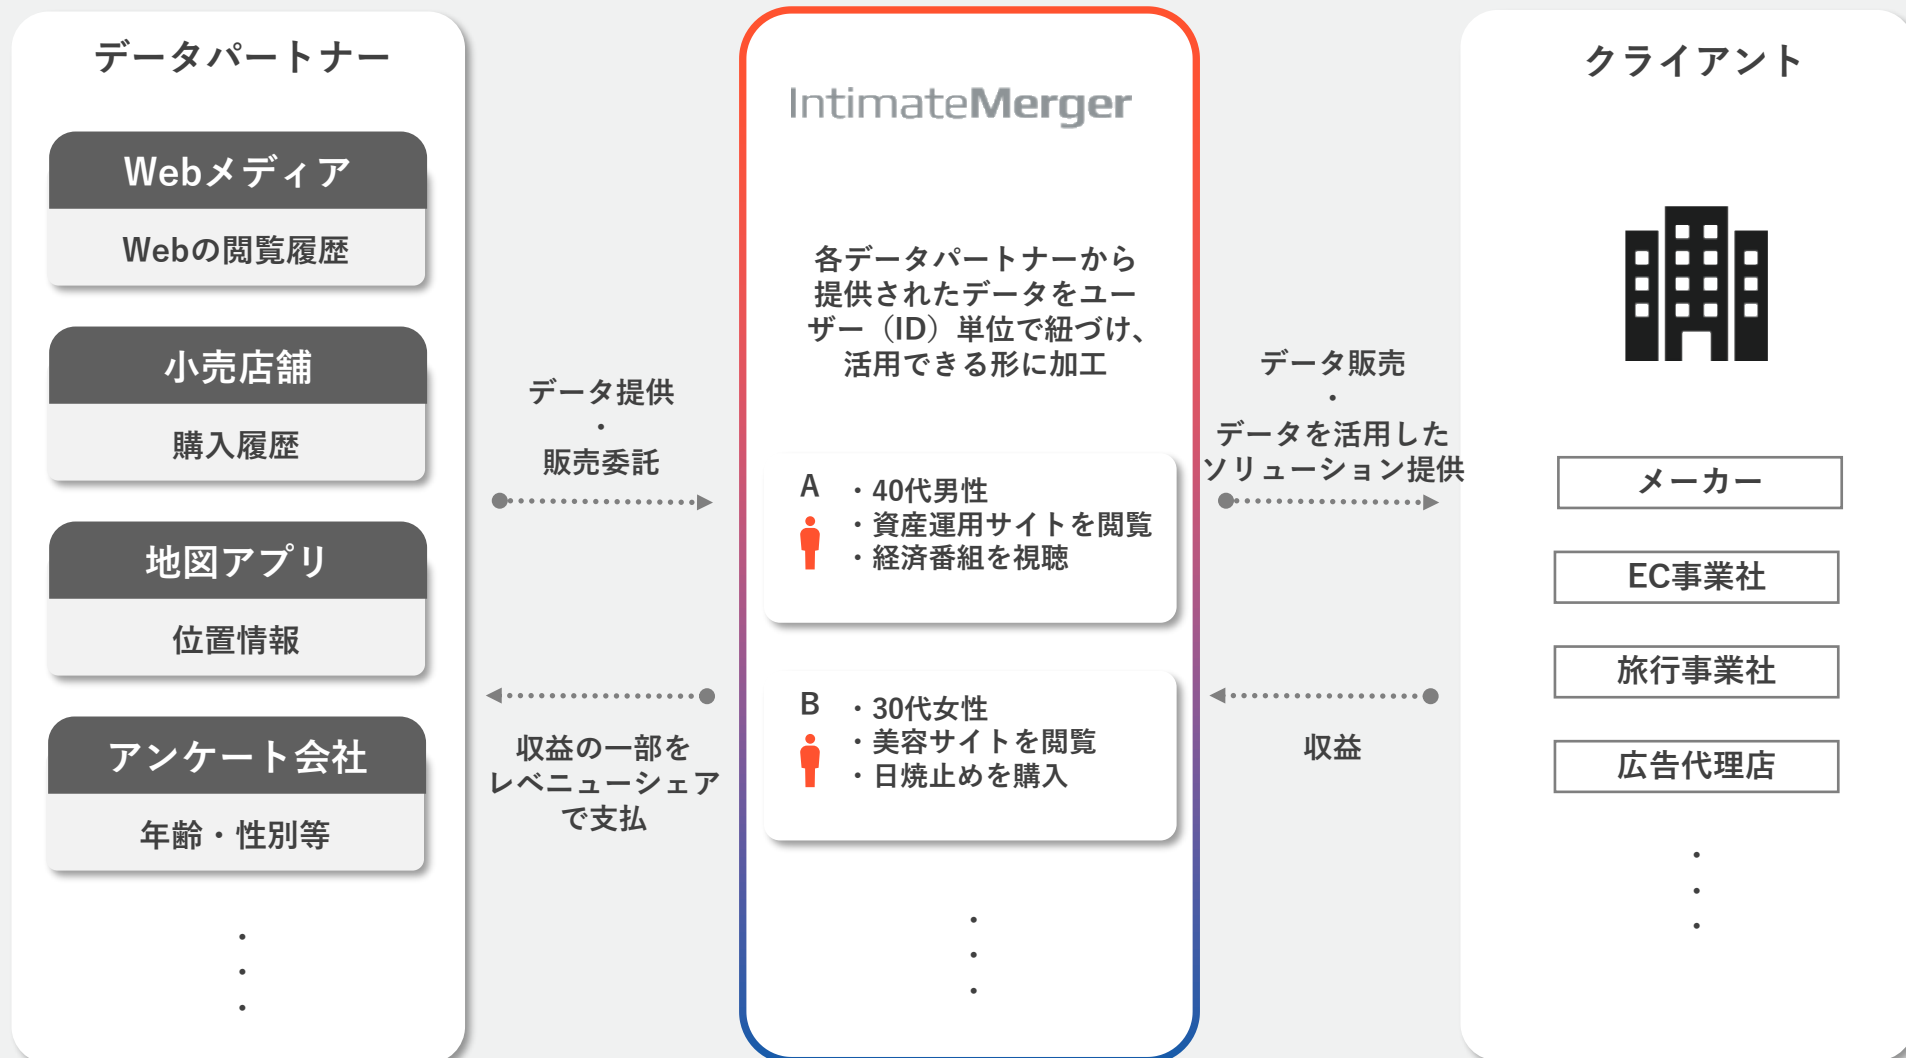 データパートナー
Webメディア
Webの閲覧履歴
小売店舗
購入履歴
地図アプリ
位置情報
アンケート会社
年齢・性別等
・
・
・
データ提供
・
販売委託
収益の一部を
レベニューシェア
で支払
IntimateMerger
各データパートナーから
提供されたデータをユー
ザー（ID）単位で紐づけ、
活用できる形に加工
A
・40代男性
・資産運用サイトを閲覧
・経済番組を視聴
B
・30代女性
・美容サイトを閲覧
・日焼止めを購入
・
・
・
データ販売
・
データを活用した
ソリューション提供
収益
クライアント
メーカー
EC事業社
旅行事業社
広告代理店
・
・
・